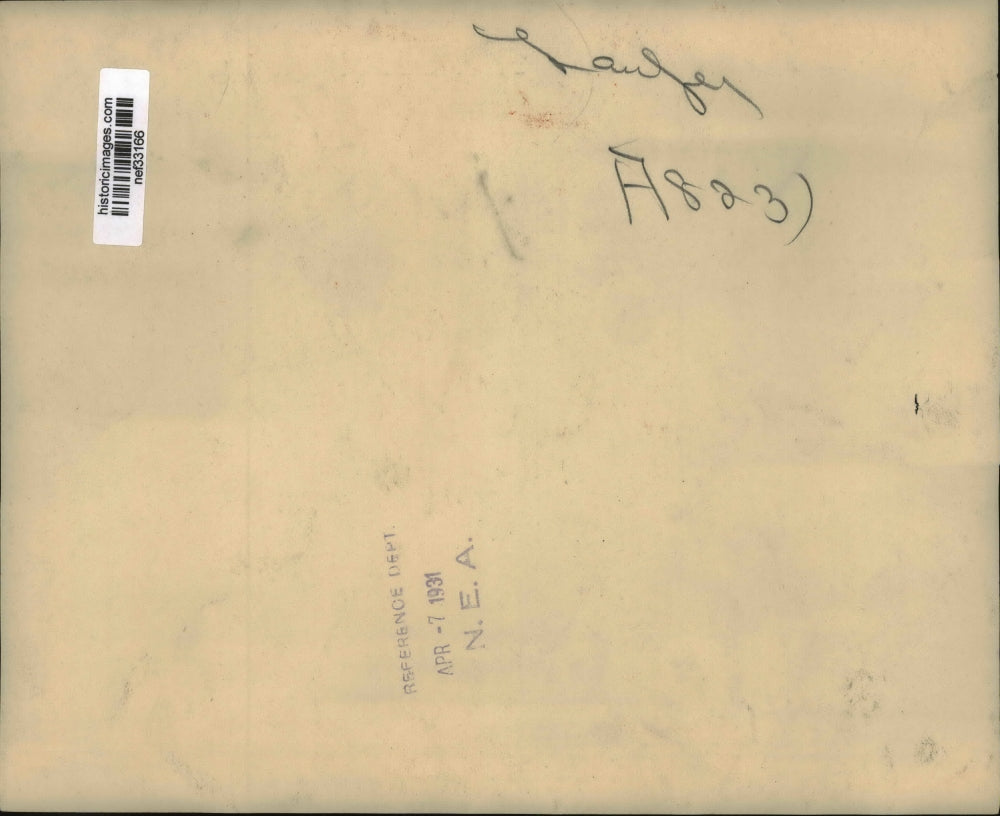 A823)
historicimages.com
nef33166
REFERENCE DEPT.
APR -7 1931
N. E. A.